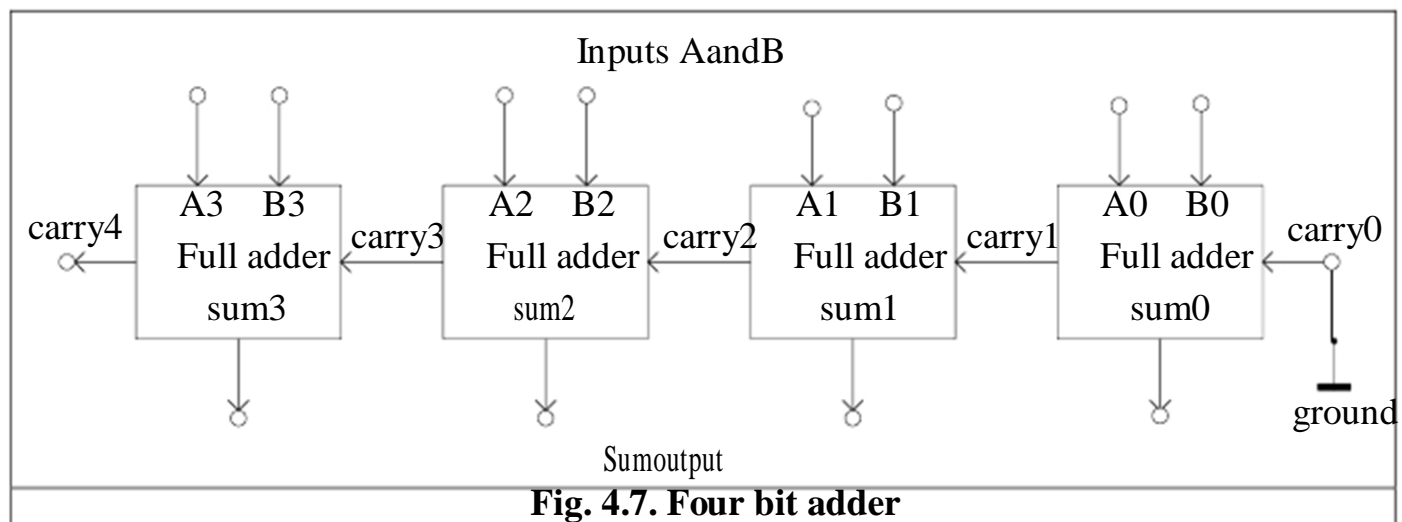 Inputs AandB
A3 B3 A2 B2 A1 B1 A0 B0
carry4 carry3 carry2 carry1 carry0
Full adder Full adder Full adder Full adder
sum3 sum2 sum1 sum0
ground
Sumoutput
Fig. 4.7. Four bit adder